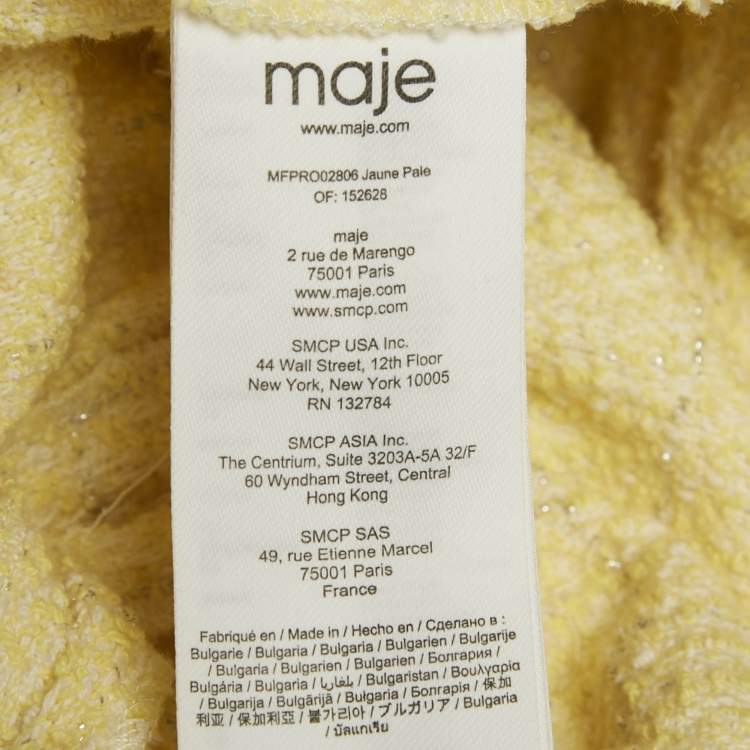 maje
www.maje.com
MFPRO02806 Jaune Pale
OF: 152628
maje
2 rue de Marengo
75001 Paris
www.maje.com
www.smcp.com
SMCP USA Inc.
44 Wall Street, 12th Floor
New York, New York 10005
RN 132784
SMCP ASIA Inc.
The Centrium, Suite 3203A-5A 32/F
60 Wyndham Street, Central
Hong Kong
SMCP SAS
49, rue Etienne Marcel
75001 Paris
France
Fabriqué en / Made in / Hecho en / Сделано в :
Bulgarie / Bulgaria / Bulgaria / Bulgarien / Bulgarije
/ Bulgaria / Bulgarien / Bulgarien / Болгария /
Bulgária / Bulgaria / بلغاريا / Bulgaristan / Βουλγαρία
/ Bulgarija / Bulgārijā / Bułgaria / Болгарія / 保加
利亚 / 保加利亞 / 불가리아 / ブルガリア / Bulgaria
/ บัลแกเรีย